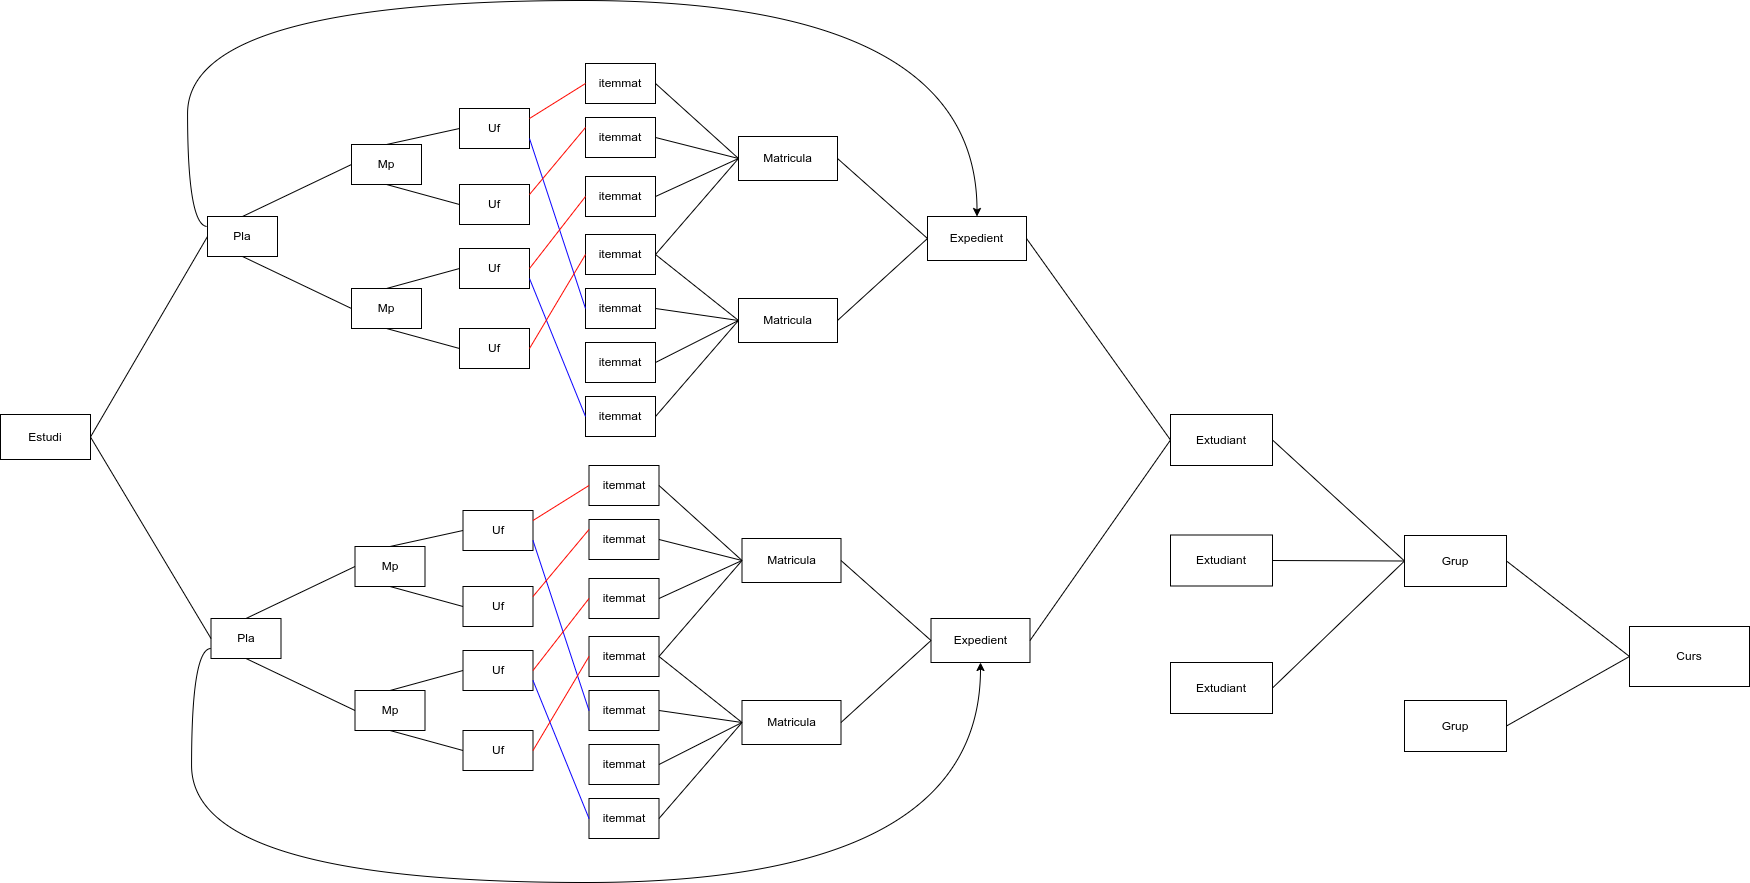 itemmat
Uf
itemmat
Matricula
Mp
itemmat
Uf
Pla
itemmat
Expedient
Uf
Mp
itemmat
Matricula
Uf
itemmat
itemmat
Estudi
Extudiant
itemmat
Uf
itemmat
Matricula
Extudiant
Grup
Mp
itemmat
Uf
Pla
itemmat
Expedient
Curs
Uf
Extudiant
Mp
itemmat
Matricula
Grup
Uf
itemmat
itemmat